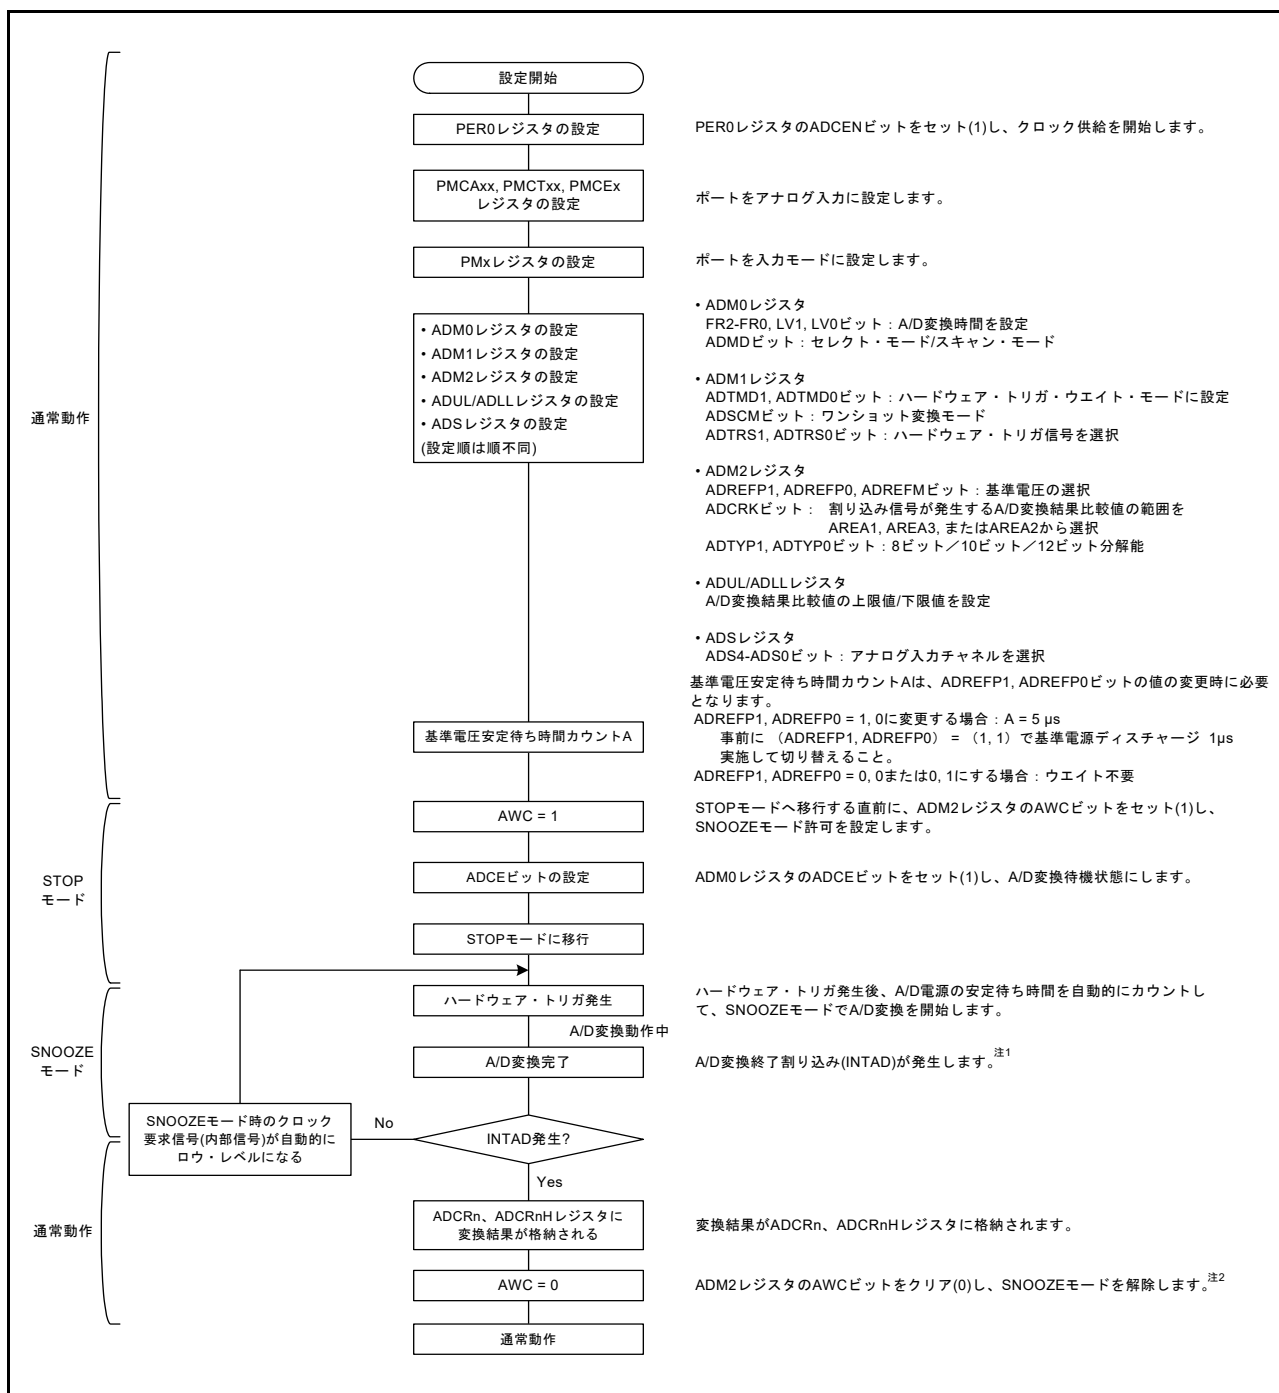 設定開始
PER0レジスタの設定
PER0レジスタのADCENビットをセット(1)し、クロック供給を開始します。
PMCAxx, PMCTxx, PMCEx
レジスタの設定
ポートをアナログ入力に設定します。
PMxレジスタの設定
ポートを入力モードに設定します。
通常動作
• ADM0レジスタの設定
• ADM1レジスタの設定
• ADM2レジスタの設定
• ADUL/ADLLレジスタの設定
• ADSレジスタの設定
(設定順は順不同)
• ADM0レジスタ
FR2-FR0, LV1, LV0ビット：A/D変換時間を設定
ADMDビット：セレクト・モード/スキャン・モード
• ADM1レジスタ
ADTMD1, ADTMD0ビット：ハードウェア・トリガ・ウエイト・モードに設定
ADSCMビット：ワンショット変換モード
ADTRS1, ADTRS0ビット：ハードウェア・トリガ信号を選択
• ADM2レジスタ
ADREFP1, ADREFP0, ADREFMビット：基準電圧の選択
ADCRKビット： 割り込み信号が発生するA/D変換結果比較値の範囲を
AREA1, AREA3, またはAREA2から選択
ADTYP1, ADTYP0ビット：8ビット／10ビット／12ビット分解能
• ADUL/ADLLレジスタ
A/D変換結果比較値の上限値/下限値を設定
• ADSレジスタ
ADS4-ADS0ビット：アナログ入力チャネルを選択
基準電圧安定待ち時間カウントA
基準電圧安定待ち時間カウントAは、ADREFP1, ADREFP0ビットの値の変更時に必要
となります。
ADREFP1, ADREFP0 = 1, 0に変更する場合：A = 5 µs
事前に （ADREFP1, ADREFP0） = （1, 1）で基準電源ディスチャージ 1µs
実施して切り替えること。
ADREFP1, ADREFP0 = 0, 0または0, 1にする場合：ウエイト不要
STOP
モード
AWC = 1
STOPモードへ移行する直前に、ADM2レジスタのAWCビットをセット(1)し、
SNOOZEモード許可を設定します。
ADCEビットの設定
ADM0レジスタのADCEビットをセット(1)し、A/D変換待機状態にします。
STOPモードに移行
SNOOZE
モード
ハードウェア・トリガ発生
ハードウェア・トリガ発生後、A/D電源の安定待ち時間を自動的にカウントし
て、SNOOZEモードでA/D変換を開始します。
A/D変換動作中
A/D変換完了
A/D変換終了割り込み(INTAD)が発生します。注1
SNOOZEモード時のクロック
要求信号(内部信号)が自動的に
ロウ・レベルになる
No
INTAD発生?
Yes
通常動作
ADCRn、ADCRnHレジスタに
変換結果が格納される
変換結果がADCRn、ADCRnHレジスタに格納されます。
AWC = 0
ADM2レジスタのAWCビットをクリア(0)し、SNOOZEモードを解除します。注2
通常動作